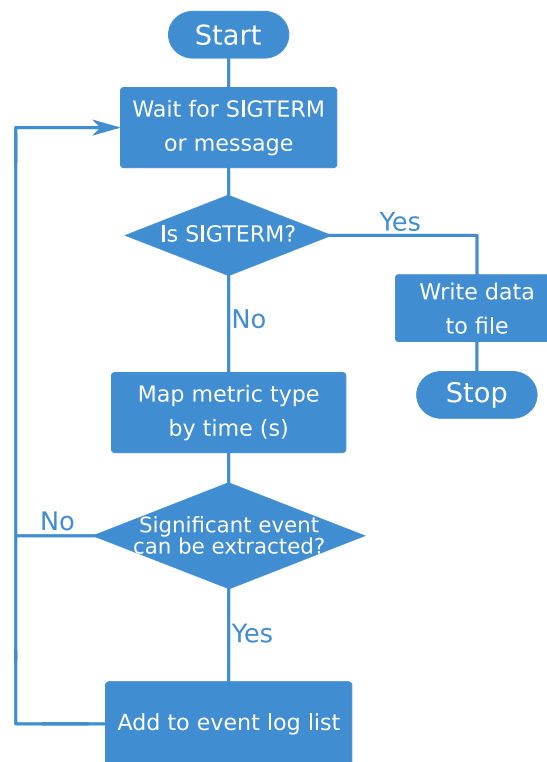 Start
Wait for SIGTERM
or message
Is SIGTERM?
Yes
Write data
to file
Stop
No
Map metric type
by time (s)
Significant event
can be extracted?
No
Yes
Add to event log list